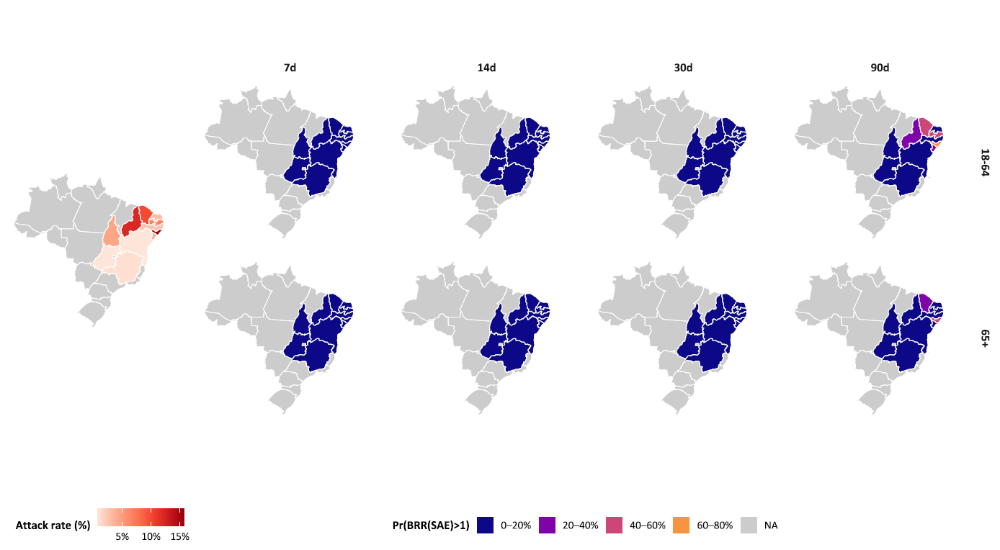 7d 14d 30d 90d
18-64
65+
Attack rate (%)
5% 10% 15%
Pr(BRR(SAE)>1) 0–20% 20–40% 40–60% 60–80% NA